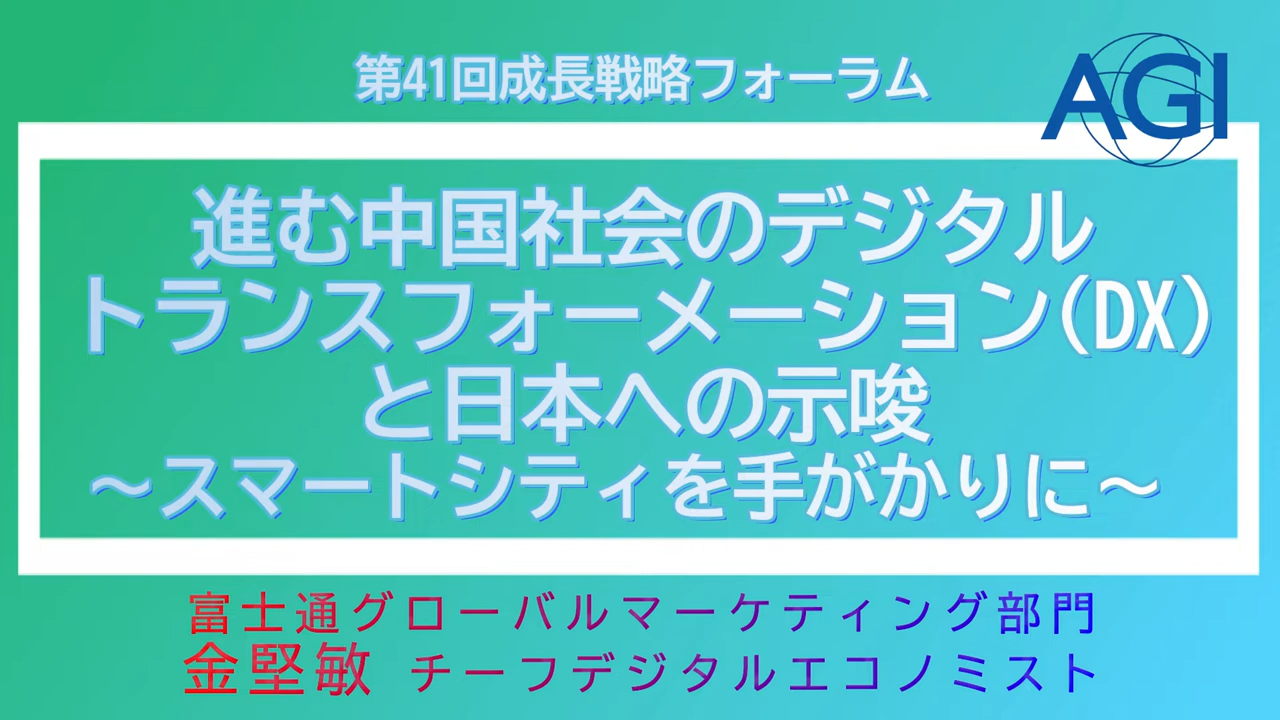 第41回成長戦略フォーラム
AGI
進む中国社会のデジタル
トランスフォーメーション(DX)
と日本への示唆
～スマートシティを手がかりに～
富士通グローバルマーケティング部門
金堅敏 チーフデジタルエコノミスト